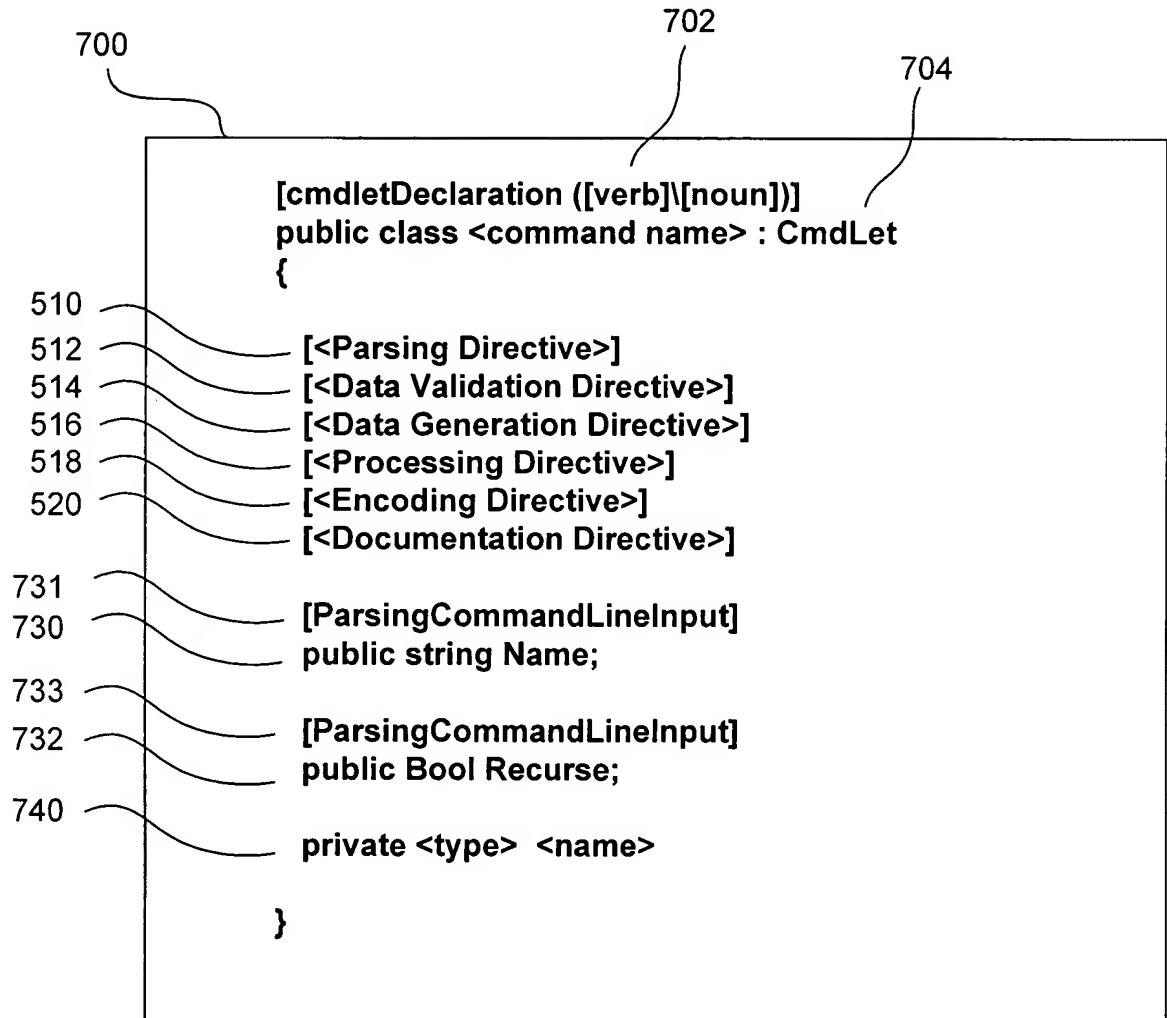 702
700
704
[cmdletDeclaration ([verb]\[noun])]
public class <command name> : CmdLet
{
510
[<Parsing Directive>]
512
[<Data Validation Directive>]
514
[<Data Generation Directive>]
516
[<Processing Directive>]
518
[<Encoding Directive>]
520
[<Documentation Directive>]
731
[ParsingCommandLineInput]
730
public string Name;
733
[ParsingCommandLineInput]
732
public Bool Recurse;
740
private <type> <name>
}